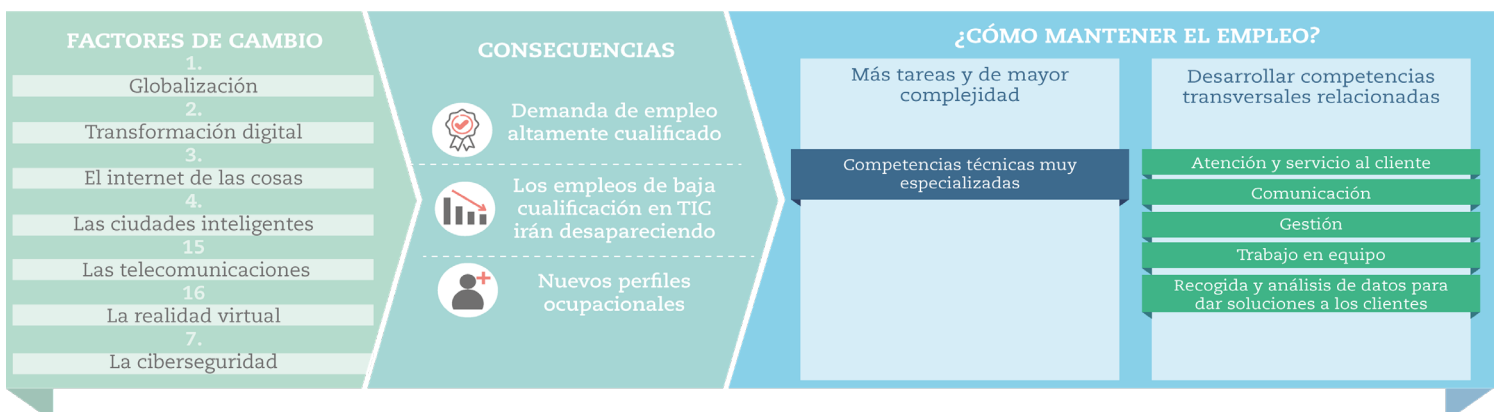 FACTORES DE CAMBIO
1.
Globalización
2.
Transformación digital
3.
El internet de las cosas
4.
Las ciudades inteligentes
15
Las telecomunicaciones
16
La realidad virtual
7.
La ciberseguridad
CONSECUENCIAS
Demanda de empleo
altamente cualificado
Los empleos de baja
cualificación en TIC
irán desapareciendo
Nuevos perfiles
ocupacionales
¿CÓMO MANTENER EL EMPLEO?
Más tareas y de mayor
complejidad
Competencias técnicas muy
especializadas
Desarrollar competencias
transversales relacionadas
Atención y servicio al cliente
Comunicación
Gestión
Trabajo en equipo
Recogida y análisis de datos para
dar soluciones a los clientes